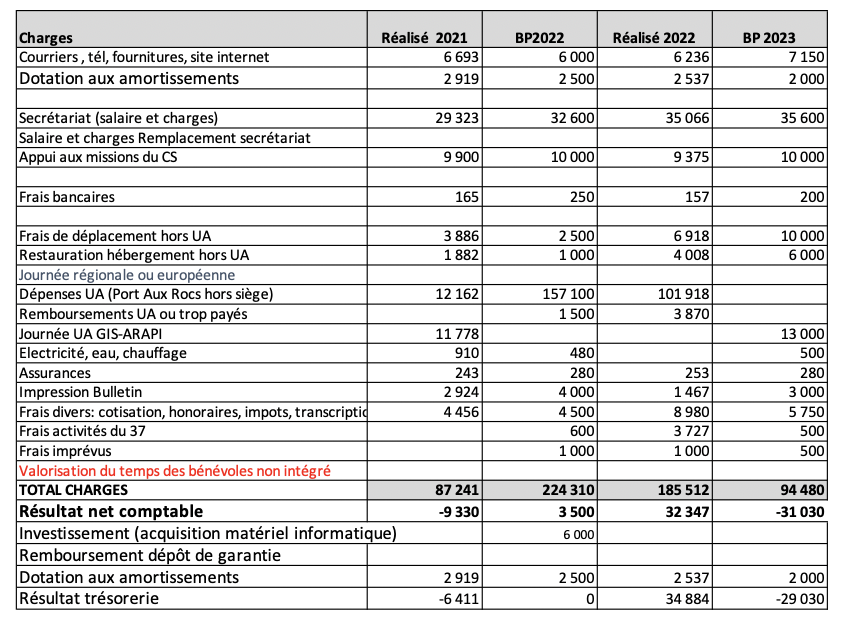 Charges Réalisé 2021 BP2022 Réalisé 2022 BP 2023
Courriers , tél, fournitures, site internet 6 693 6 000 6 236 7 150
Dotation aux amortissements 2 919 2 500 2 537 2 000
Secrétariat (salaire et charges) 29 323 32 600 35 066 35 600
Salaire et charges Remplacement secrétariat
Appui aux missions du CS 9 900 10 000 9 375 10 000
Frais bancaires 165 250 157 200
Frais de déplacement hors UA 3 886 2 500 6 918 10 000
Restauration hébergement hors UA 1 882 1 000 4 008 6 000
Journée régionale ou européenne
Dépenses UA (Port Aux Rocs hors siège) 12 162 157 100 101 918
Remboursements UA ou trop payés 1 500 3 870
Journée UA GIS-ARAPI 11 778 13 000
Electricité, eau, chauffage 910 480 500
Assurances 243 280 253 280
Impression Bulletin 2 924 4 000 1 467 3 000
Frais divers: cotisation, honoraires, impots, transcriptic 4 456 4 500 8 980 5 750
Frais activités du 37 600 3 727 500
Frais imprévus 1 000 1 000 500
Valorisation du temps des bénévoles non intégré
TOTAL CHARGES 87 241 224 310 185 512 94 480
Résultat net comptable -9 330 3 500 32 347 -31 030
Investissement (acquisition matériel informatique) 6 000
Remboursement dépôt de garantie
Dotation aux amortissements 2 919 2 500 2 537 2 000
Résultat trésorerie -6 411 0 34 884 -29 030